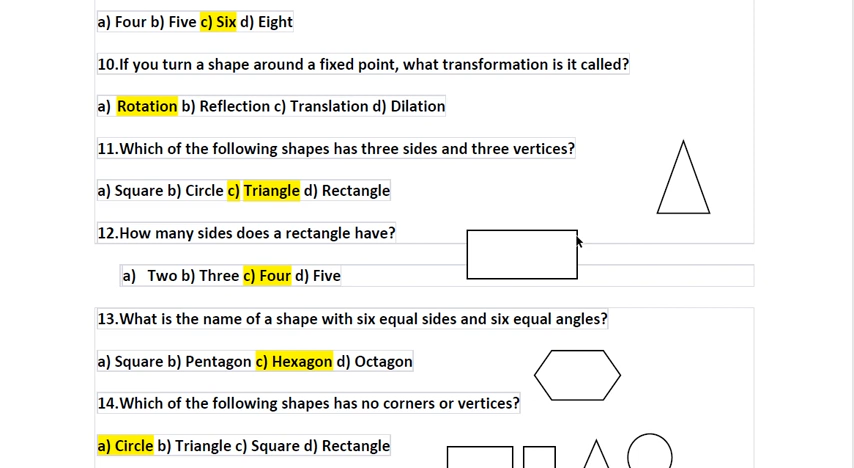 a) Four b) Five c) Six d) Eight
10.If you turn a shape around a fixed point, what transformation is it called?
a) Rotation b) Reflection c) Translation d) Dilation
11.Which of the following shapes has three sides and three vertices?
a) Square b) Circle c) Triangle d) Rectangle
12.How many sides does a rectangle have?
a) Two b) Three c) Four d) Five
13.What is the name of a shape with six equal sides and six equal angles?
a) Square b) Pentagon c) Hexagon d) Octagon
14.Which of the following shapes has no corners or vertices?
a) Circle b) Triangle c) Square d) Rectangle